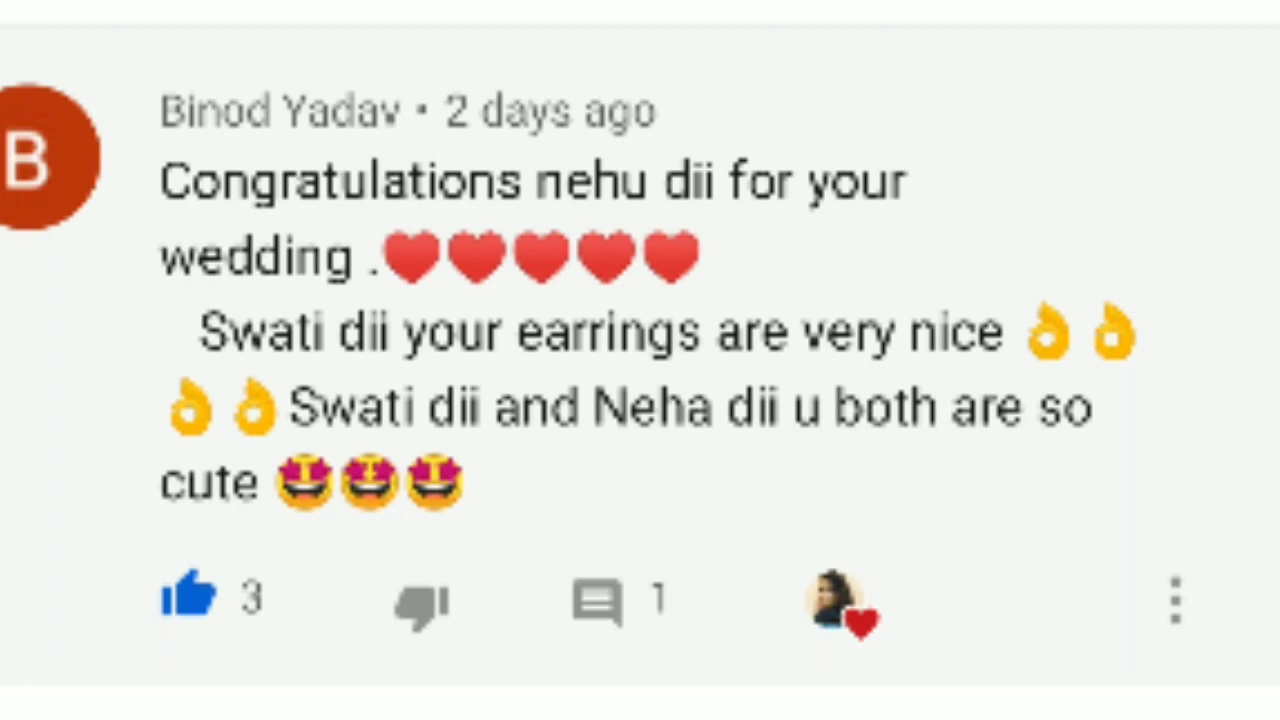 B
Binod Yadav • 2 days ago
Congratulations nehu dii for your
wedding .❤️❤️❤️❤️❤️
Swati dii your earrings are very nice 👌👌
👌👌Swati dii and Neha dii u both are so
cute 🤩🤩🤩
3 1